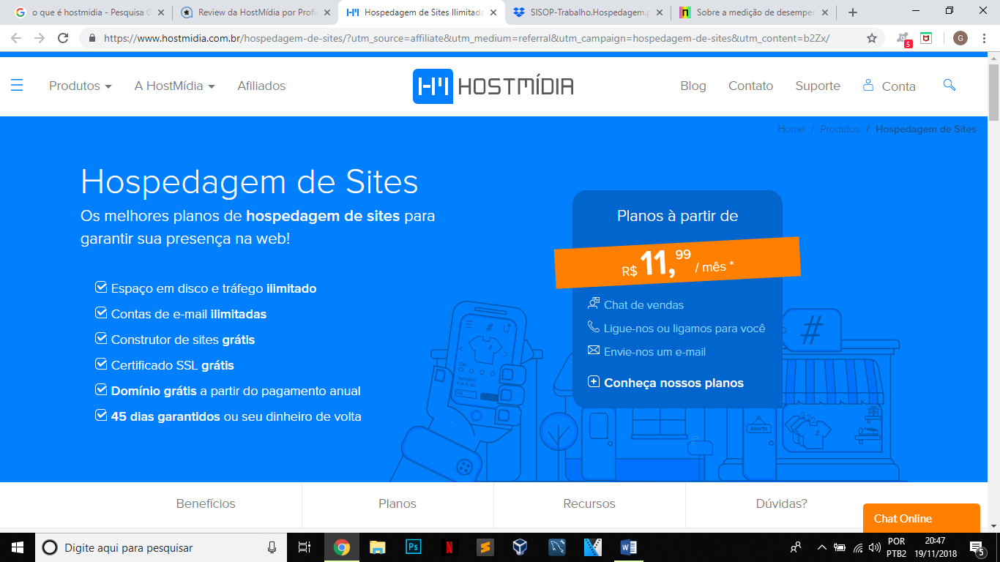 o que é hostmidia - Pesquisa G
Review da HostMídia por Profi
Hospedagem de Sites Ilimitada
SISOP-Trabalho.Hospedagem.p
Sobre a medição de desempen
https://www.hostmidia.com.br/hospedagem-de-sites/?utm_source=affiliate&utm_medium=referral&utm_campaign=hospedagem-de-sites&utm_content=b2Zx/
5
G
Produtos
A HostMídia
Afiliados
HOSTMÍDIA
Blog
Contato
Suporte
Conta
Home / Produtos / Hospedagem de Sites
Hospedagem de Sites
Os melhores planos de hospedagem de sites para
garantir sua presença na web!
Espaço em disco e tráfego ilimitado
Contas de e-mail ilimitadas
Construtor de sites grátis
Certificado SSL grátis
Domínio grátis a partir do pagamento anual
45 dias garantidos ou seu dinheiro de volta
Planos à partir de
R$ 11,99 / mês *
Chat de vendas
Ligue-nos ou ligamos para você
Envie-nos um e-mail
Conheça nossos planos
#
#
Cor
Tamanho
R$
Aberto
Benefícios
Planos
Recursos
Dúvidas?
Chat Online
Digite aqui para pesquisar
Ps
N
S
W
POR
PTB2
20:47
19/11/2018
5